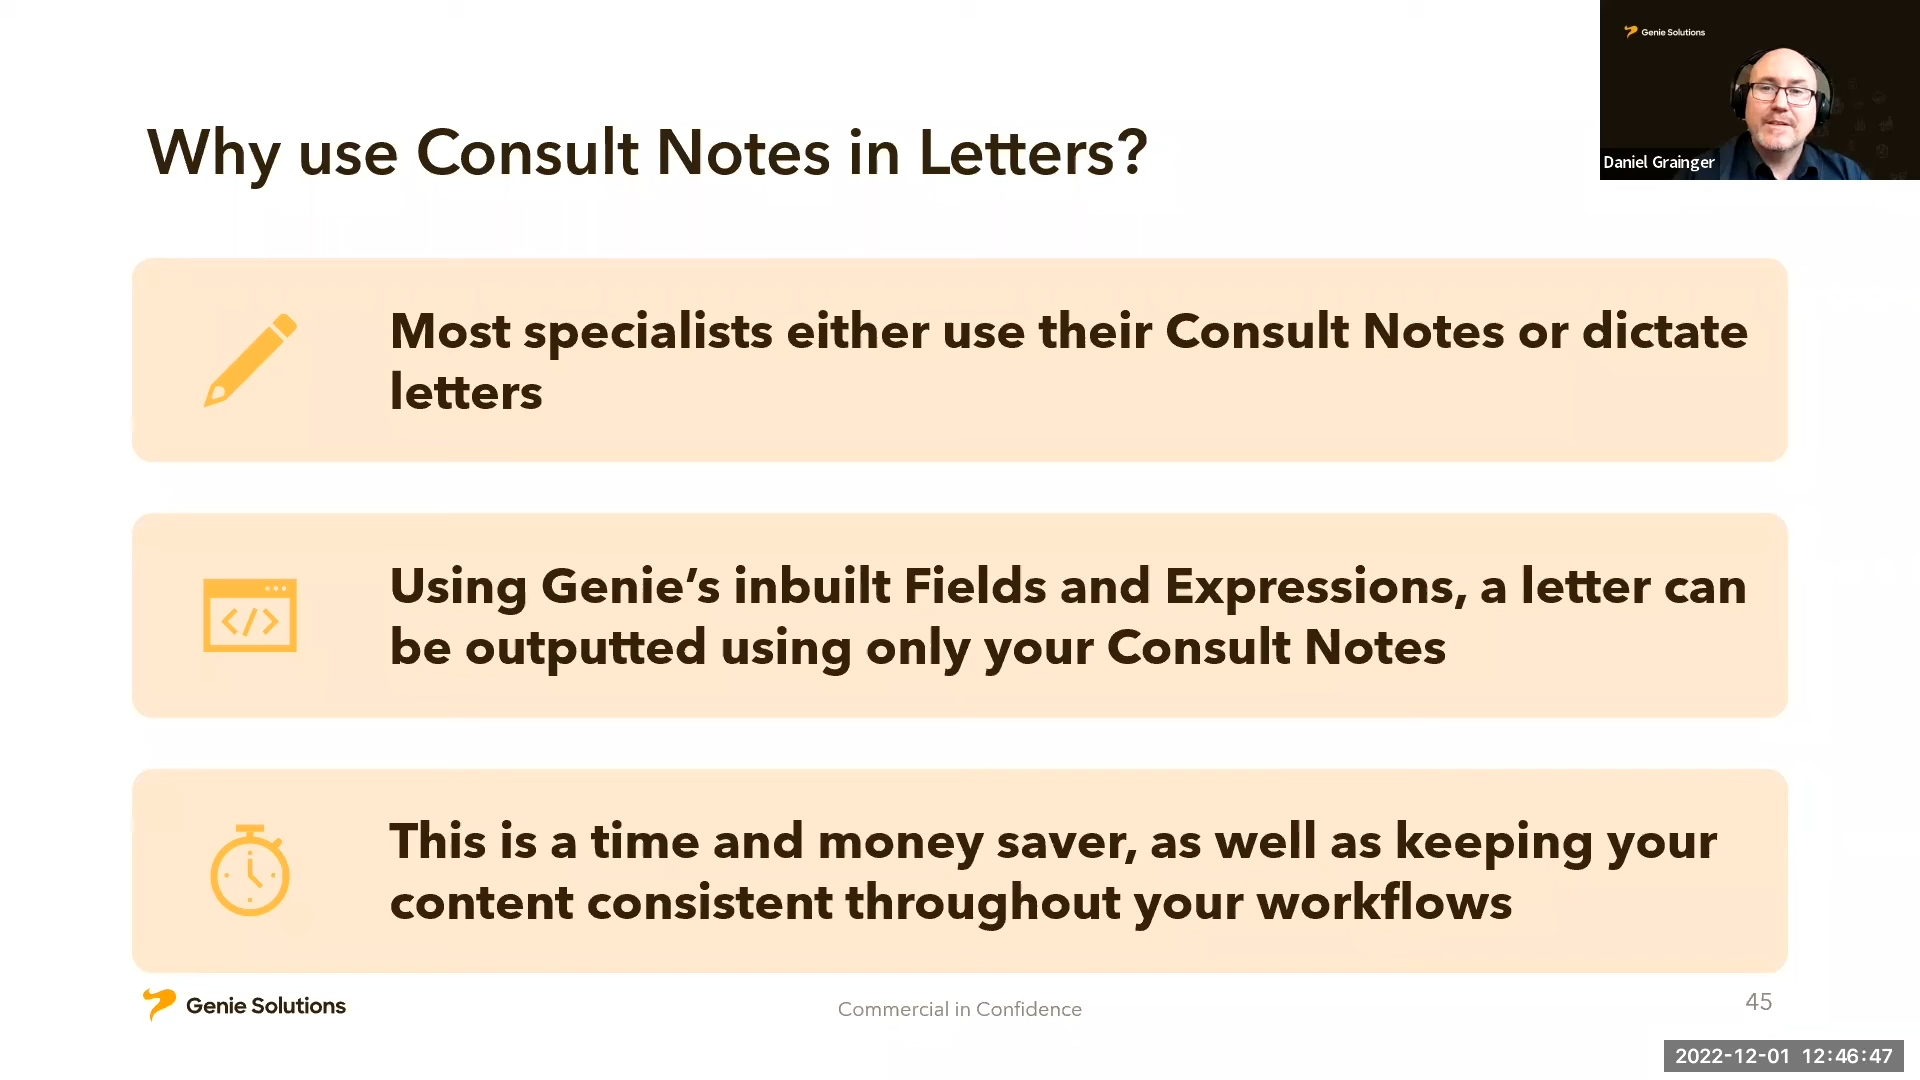 Genie Solutions
Daniel Grainger
Why use Consult Notes in Letters?
Most specialists either use their Consult Notes or dictate
letters
</>
Using Genie’s inbuilt Fields and Expressions, a letter can
be outputted using only your Consult Notes
This is a time and money saver, as well as keeping your
content consistent throughout your workflows
Genie Solutions
Commercial in Confidence
45
2022-12-01 12:46:47